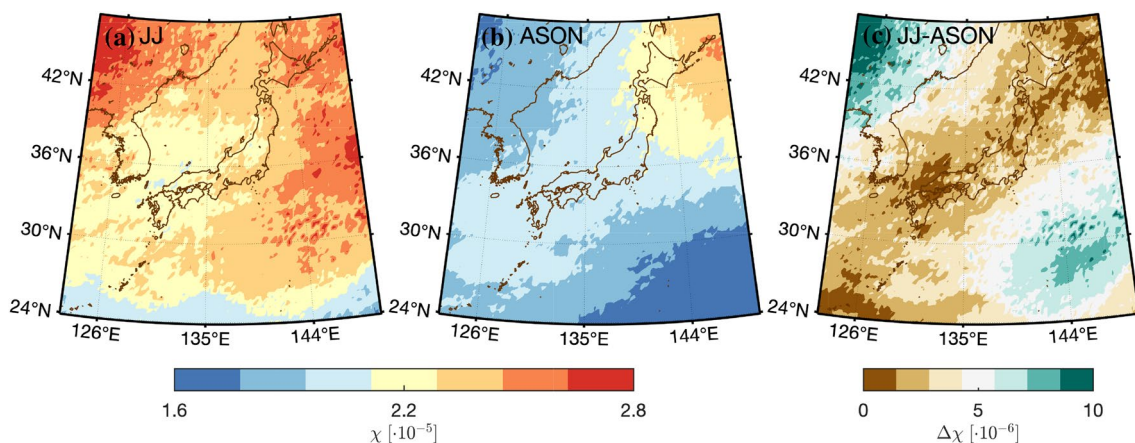 (a) JJ
(b) ASON
(c) JJ-ASON
42°N
36°N
30°N
24°N
126°E
135°E
144°E
42°N
36°N
30°N
24°N
126°E
135°E
144°E
42°N
36°N
30°N
24°N
126°E
135°E
144°E
1.6
2.2
2.8
χ [·10⁻⁵]
0
5
10
Δχ [·10⁻⁶]